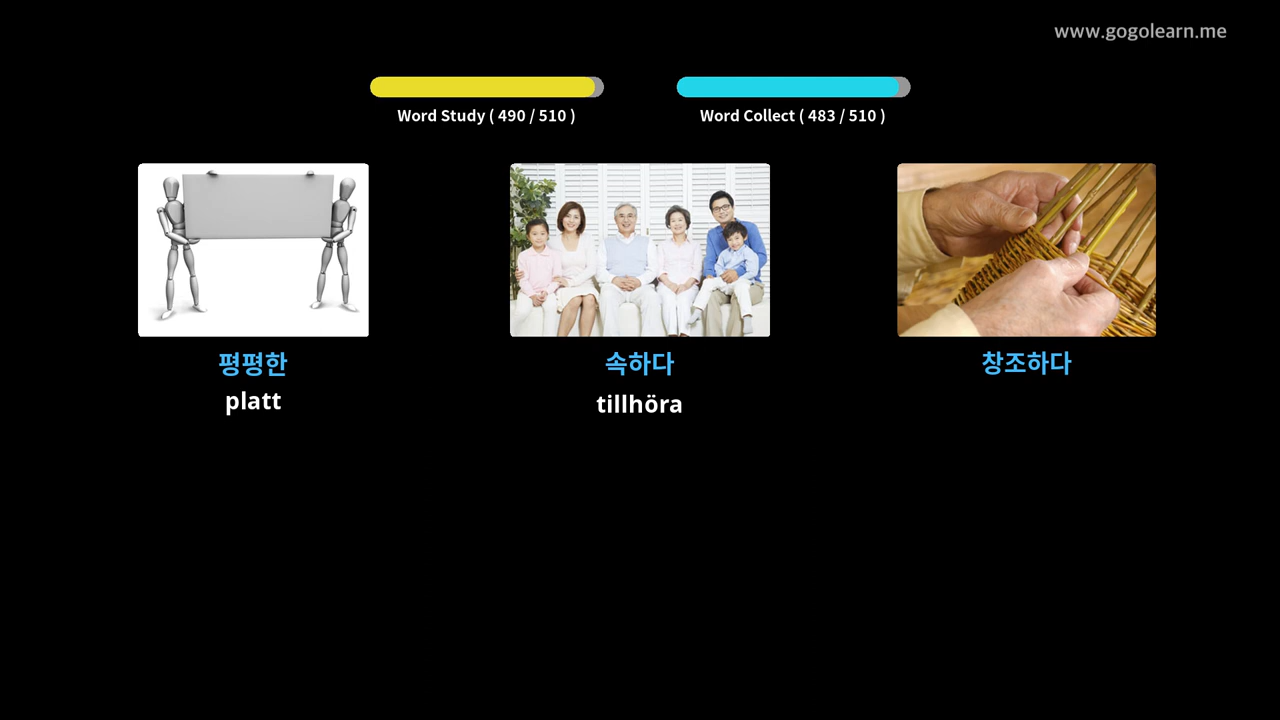 www.gogolearn.me
Word Study ( 490 / 510 )
Word Collect ( 483 / 510 )
평평한
platt
속하다
tillhöra
창조하다